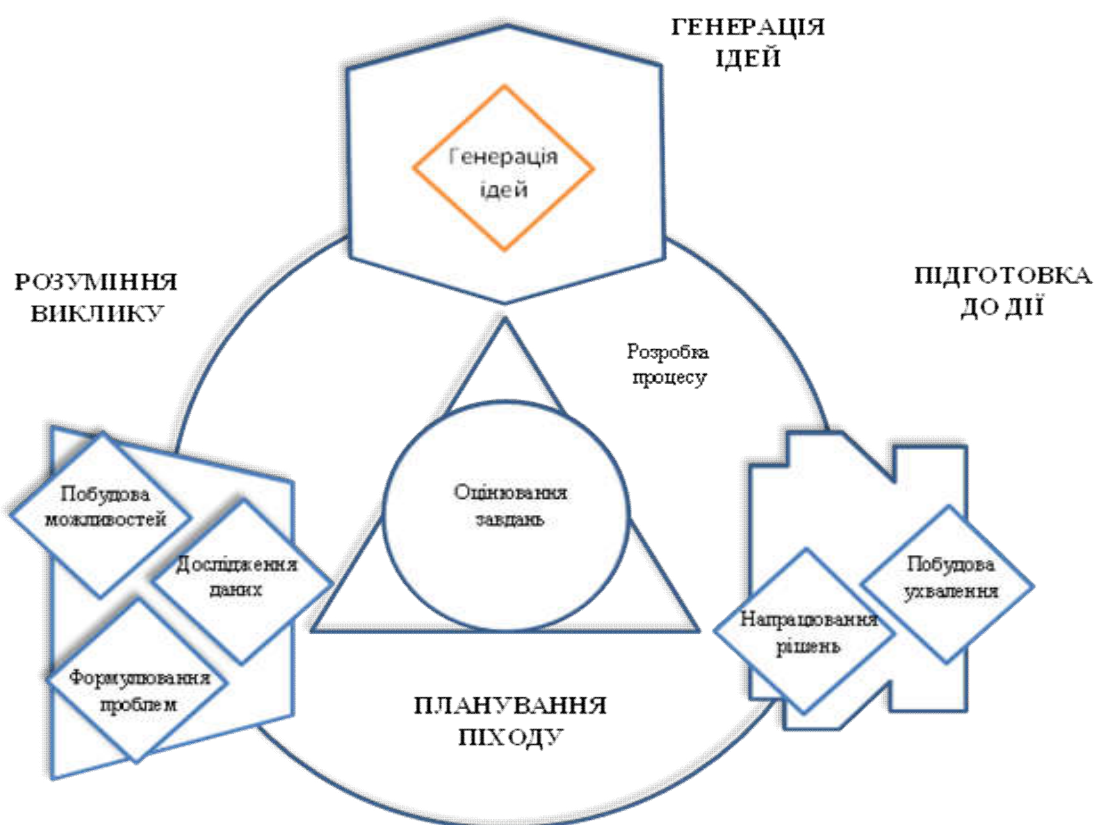 ГЕНЕРАЦІЯ
ІДЕЙ
Генерація
ідей
РОЗУМІННЯ
ВИКЛИКУ
ПІДГОТОВКА
ДО ДІЇ
Розробка
процесу
Оцінювання
завдань
Побудова
можливостей
Дослідження
даних
Формулювання
проблем
Побудова
ухвалення
Напрацювання
рішень
ПЛАНУВАННЯ
ПІХОДУ